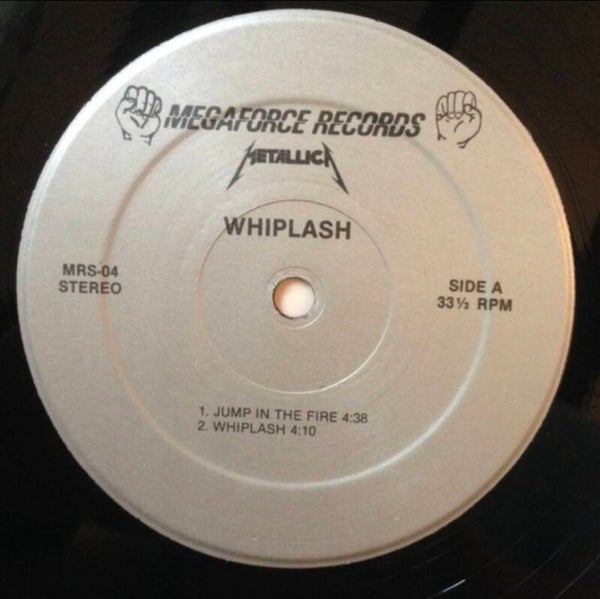 MEGAFORCE RECORDS
METALLICA
WHIPLASH
MRS-04
STEREO
SIDE A
33⅓ RPM
1. JUMP IN THE FIRE 4:38
2. WHIPLASH 4:10